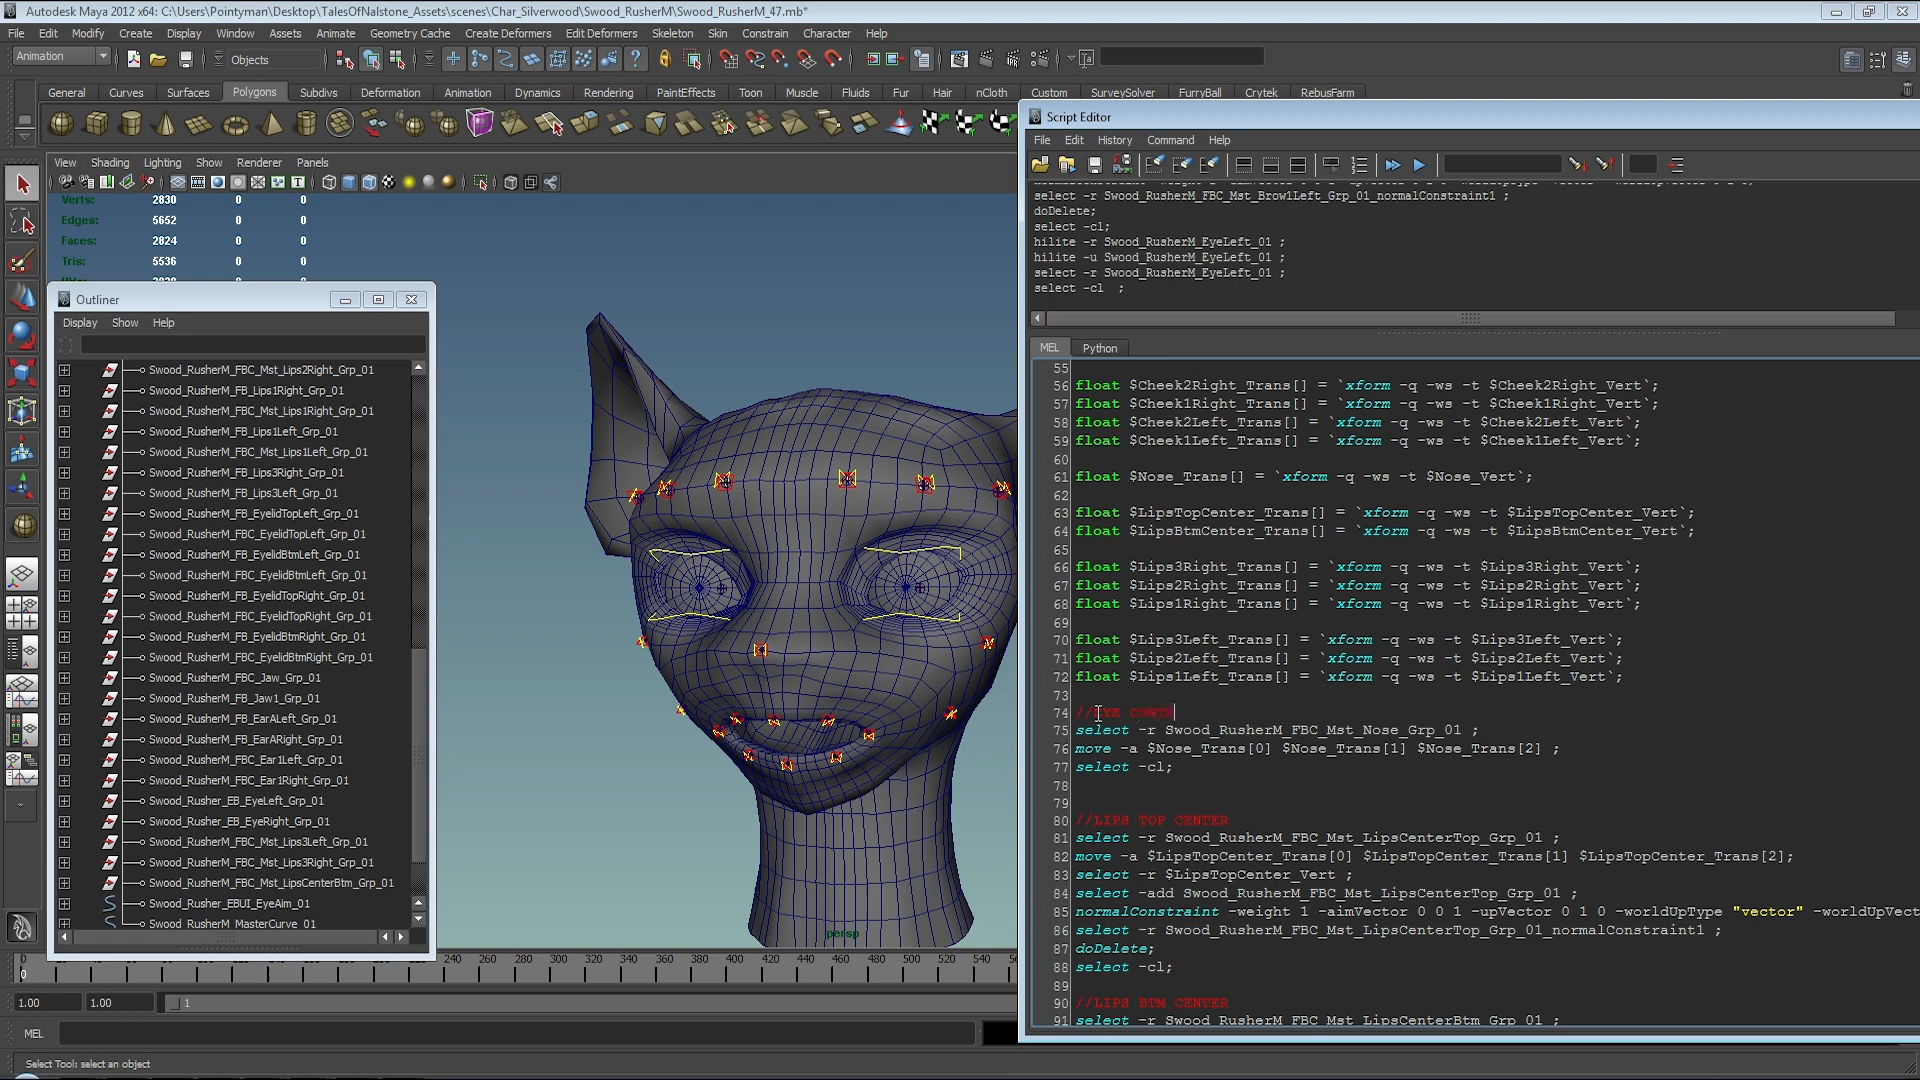 Autodesk Maya 2012 x64: C:\Users\Pointyman\Desktop\TalesOfNalstone_Assets\scenes\Char_Silverwood\Swood_RusherM\Swood_RusherM_47.mb*
File Edit Modify Create Display Window Assets Animate Geometry Cache Create Deformers Edit Deformers Skeleton Skin Constrain Character Help
Animation Objects
General Curves Surfaces Polygons Subdivs Deformation Animation Dynamics Rendering PaintEffects Toon Muscle Fluids Fur Hair nCloth Custom SurveySolver FurryBall Crytek RebusFarm
View Shading Lighting Show Renderer Panels
Verts: 2830 0 0
Edges: 5652 0 0
Faces: 2824 0 0
Tris: 5536 0 0
Outliner
Display Show Help
Swood_RusherM_FBC_Mst_Lips2Right_Grp_01
Swood_RusherM_FB_Lips1Right_Grp_01
Swood_RusherM_FBC_Mst_Lips1Right_Grp_01
Swood_RusherM_FB_Lips1Left_Grp_01
Swood_RusherM_FBC_Mst_Lips1Left_Grp_01
Swood_RusherM_FB_Lips3Right_Grp_01
Swood_RusherM_FB_Lips3Left_Grp_01
Swood_RusherM_FB_EyelidTopLeft_Grp_01
Swood_RusherM_FBC_EyelidTopLeft_Grp_01
Swood_RusherM_FB_EyelidBtmLeft_Grp_01
Swood_RusherM_FBC_EyelidBtmLeft_Grp_01
Swood_RusherM_FB_EyelidTopRight_Grp_01
Swood_RusherM_FBC_EyelidTopRight_Grp_01
Swood_RusherM_FB_EyelidBtmRight_Grp_01
Swood_RusherM_FBC_EyelidBtmRight_Grp_01
Swood_RusherM_FBC_Jaw_Grp_01
Swood_RusherM_FB_Jaw1_Grp_01
Swood_RusherM_FB_EarALeft_Grp_01
Swood_RusherM_FB_EarARight_Grp_01
Swood_RusherM_FBC_Ear1Left_Grp_01
Swood_RusherM_FBC_Ear1Right_Grp_01
Swood_Rusher_EB_EyeLeft_Grp_01
Swood_Rusher_EB_EyeRight_Grp_01
Swood_RusherM_FBC_Mst_Lips3Left_Grp_01
Swood_RusherM_FBC_Mst_Lips3Right_Grp_01
Swood_RusherM_FBC_Mst_LipsCenterBtm_Grp_01
Swood_Rusher_EBUI_EyeAim_01
Swood_RusherM_MasterCurve_01
persp
Script Editor
File Edit History Command Help
select -r Swood_RusherM_FBC_Mst_Brow1Left_Grp_01_normalConstraint1 ;
doDelete;
select -cl;
hilite -r Swood_RusherM_EyeLeft_01 ;
hilite -u Swood_RusherM_EyeLeft_01 ;
select -r Swood_RusherM_EyeLeft_01 ;
select -cl  ;
MEL Python
55
56 float $Cheek2Right_Trans[] = `xform -q -ws -t $Cheek2Right_Vert`;
57 float $Cheek1Right_Trans[] = `xform -q -ws -t $Cheek1Right_Vert`;
58 float $Cheek2Left_Trans[] = `xform -q -ws -t $Cheek2Left_Vert`;
59 float $Cheek1Left_Trans[] = `xform -q -ws -t $Cheek1Left_Vert`;
60
61 float $Nose_Trans[] = `xform -q -ws -t $Nose_Vert`;
62
63 float $LipsTopCenter_Trans[] = `xform -q -ws -t $LipsTopCenter_Vert`;
64 float $LipsBtmCenter_Trans[] = `xform -q -ws -t $LipsBtmCenter_Vert`;
65
66 float $Lips3Right_Trans[] = `xform -q -ws -t $Lips3Right_Vert`;
67 float $Lips2Right_Trans[] = `xform -q -ws -t $Lips2Right_Vert`;
68 float $Lips1Right_Trans[] = `xform -q -ws -t $Lips1Right_Vert`;
69
70 float $Lips3Left_Trans[] = `xform -q -ws -t $Lips3Left_Vert`;
71 float $Lips2Left_Trans[] = `xform -q -ws -t $Lips2Left_Vert`;
72 float $Lips1Left_Trans[] = `xform -q -ws -t $Lips1Left_Vert`;
73
74 //EYE
75 select -r Swood_RusherM_FBC_Mst_Nose_Grp_01 ;
76 move -a $Nose_Trans[0] $Nose_Trans[1] $Nose_Trans[2] ;
77 select -cl;
78
79
80 //LIPS TOP CENTER
81 select -r Swood_RusherM_FBC_Mst_LipsCenterTop_Grp_01 ;
82 move -a $LipsTopCenter_Trans[0] $LipsTopCenter_Trans[1] $LipsTopCenter_Trans[2];
83 select -r $LipsTopCenter_Vert ;
84 select -add Swood_RusherM_FBC_Mst_LipsCenterTop_Grp_01 ;
85 normalConstraint -weight 1 -aimVector 0 0 1 -upVector 0 1 0 -worldUpType "vector" -worldUpVect
86 select -r Swood_RusherM_FBC_Mst_LipsCenterTop_Grp_01_normalConstraint1 ;
87 doDelete;
88 select -cl;
89
90 //LIPS BTM CENTER
91 select -r Swood_RusherM_FBC_Mst_LipsCenterBtm_Grp_01 ;
0 240 260 280 300 320 340 360 380 400 420 440 460 480 500 520 540
0
1.00 1.00 1
MEL
Select Tool: select an object